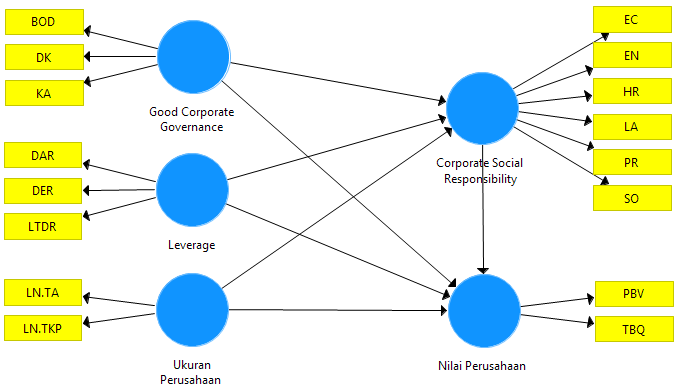 BOD
DK
KA
Good Corporate
Governance
DAR
DER
LTDR
Leverage
LN.TA
LN.TKP
Ukuran
Perusahaan
EC
EN
HR
LA
PR
SO
Corporate Social
Responsibility
PBV
TBQ
Nilai Perusahaan